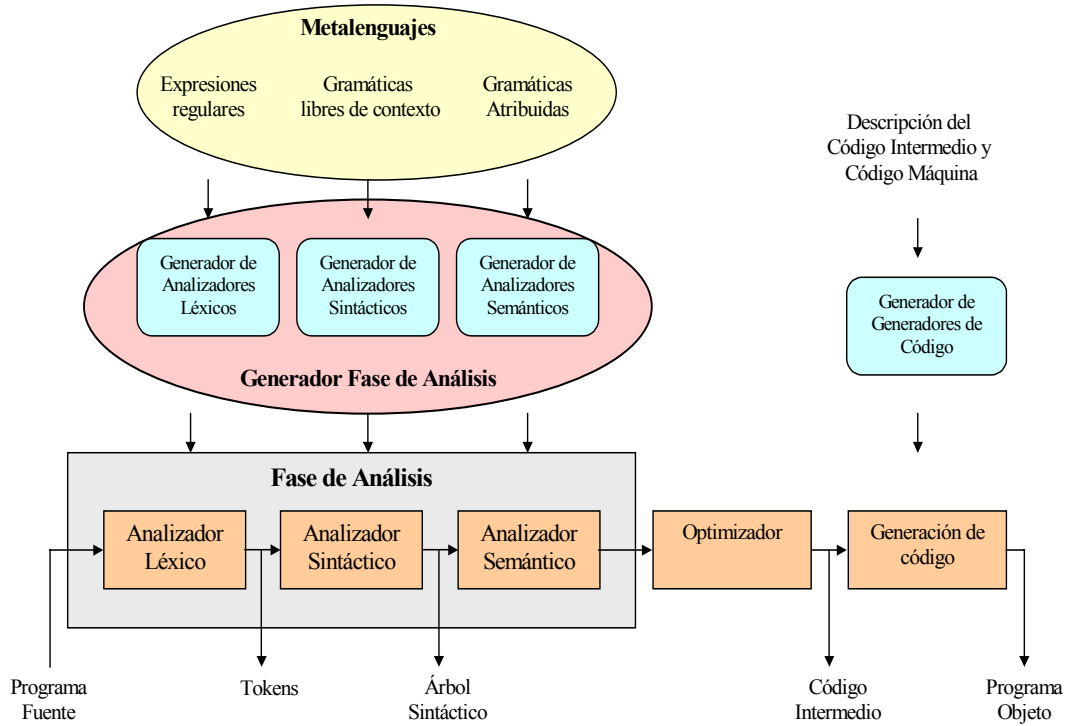 Metalenguajes
Expresiones
regulares
Gramáticas
libres de contexto
Gramáticas
Atribuidas
Descripción del
Código Intermedio y
Código Máquina
Generador de
Analizadores
Léxicos
Generador de
Analizadores
Sintácticos
Generador de
Analizadores
Semánticos
Generador de
Generadores de
Código
Generador Fase de Análisis
Fase de Análisis
Analizador
Léxico
Analizador
Sintáctico
Analizador
Semántico
Optimizador
Generación de
código
Programa
Fuente
Tokens
Árbol
Sintáctico
Código
Intermedio
Programa
Objeto